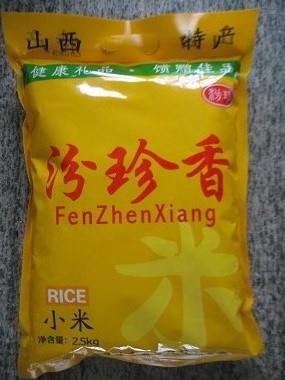 山西 特产
健康礼品·馈赠佳
汾珍香
FenZhenXiang
米
RICE
小米
净含量：2.5kg